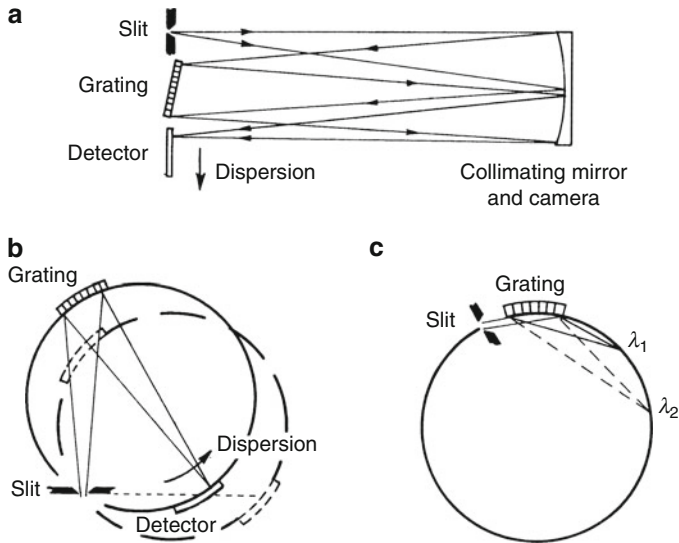 a
Slit
Grating
Detector
Dispersion
Collimating mirror
and camera
b
Grating
Slit
Detector
Dispersion
c
Grating
Slit
λ1
λ2